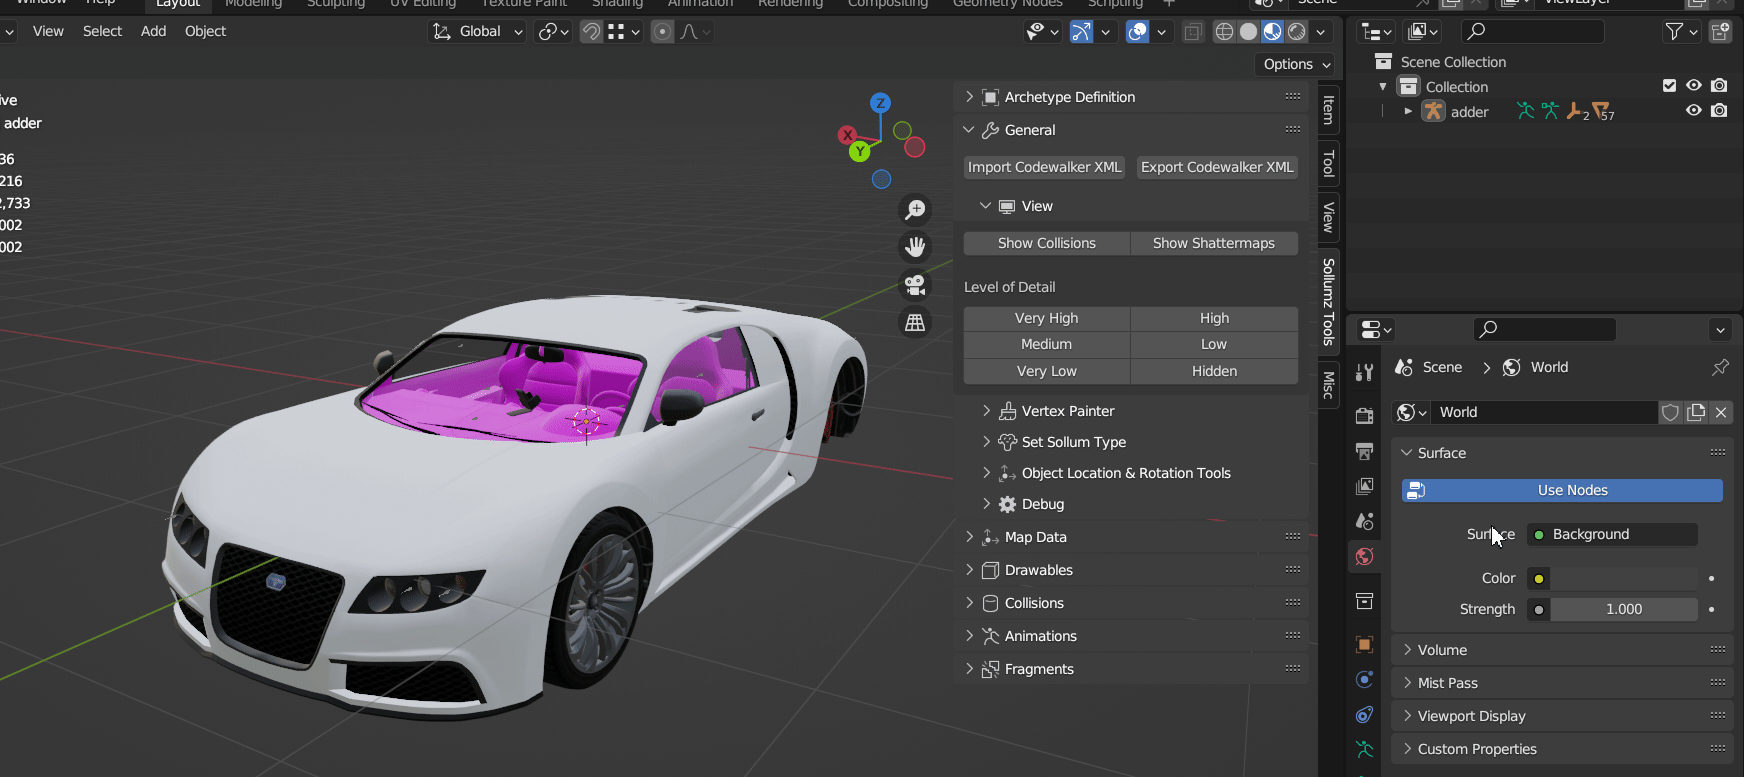 Window Help Layout Modeling Sculpting UV Editing Texture Paint Shading Animation Rendering Compositing Geometry Nodes Scripting + Scene ViewLayer
View Select Add Object Global
Options
ive
adder
36
216
2,733
002
002
Z
X
Y
Archetype Definition
General
Import Codewalker XML Export Codewalker XML
View
Show Collisions Show Shattermaps
Level of Detail
Very High High
Medium Low
Very Low Hidden
Vertex Painter
Set Sollum Type
Object Location & Rotation Tools
Debug
Map Data
Drawables
Collisions
Animations
Fragments
Item
Tool
View
Sollumz Tools
Misc
Scene Collection
Collection
adder 2 57
Scene World
World
Surface
Use Nodes
Surface Background
Color
Strength 1.000
Volume
Mist Pass
Viewport Display
Custom Properties